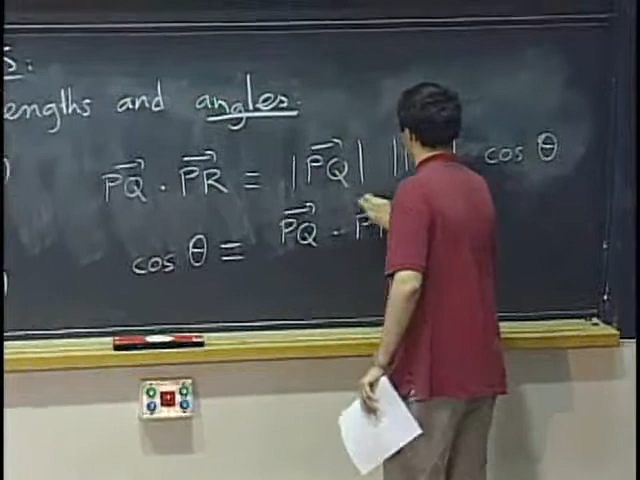 s:
engths and angles.
PQ⃗ · PR⃗ = |PQ⃗| | cos θ
cos θ = PQ⃗ · P